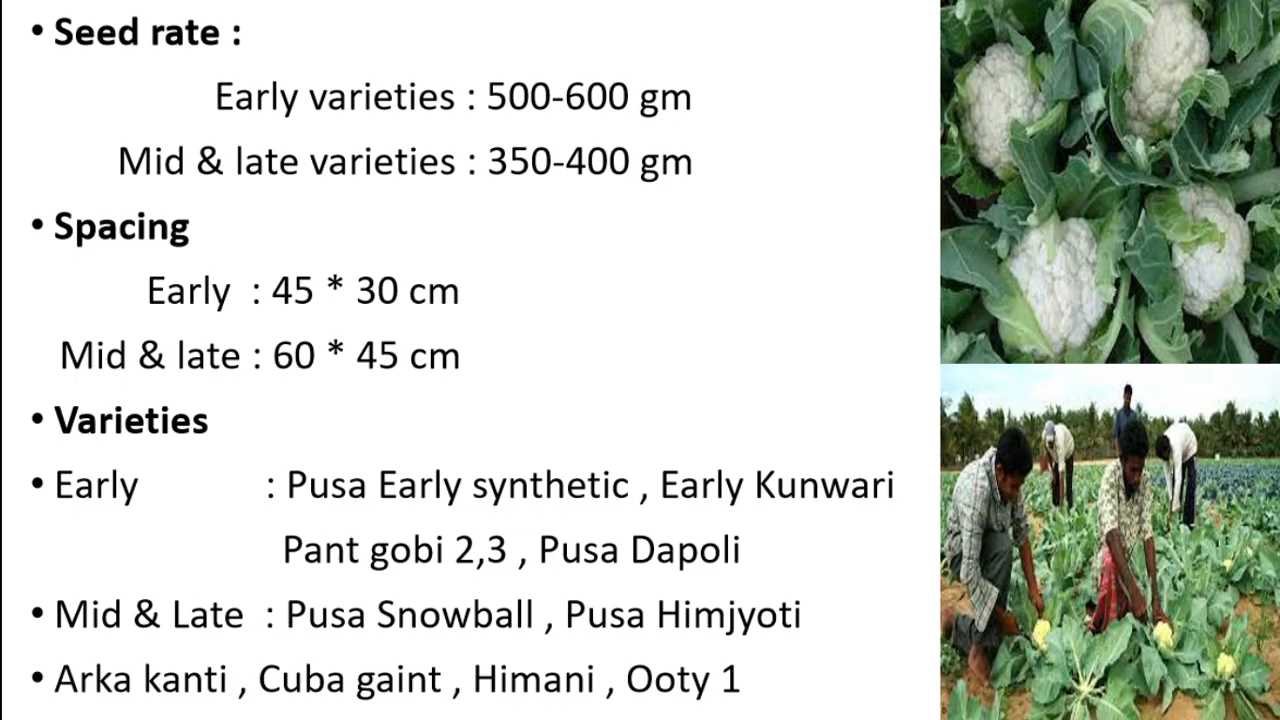 • Seed rate :
Early varieties : 500-600 gm
Mid & late varieties : 350-400 gm
• Spacing
Early : 45 * 30 cm
Mid & late : 60 * 45 cm
• Varieties
• Early : Pusa Early synthetic , Early Kunwari
Pant gobi 2,3 , Pusa Dapoli
• Mid & Late : Pusa Snowball , Pusa Himjyoti
• Arka kanti , Cuba gaint , Himani , Ooty 1